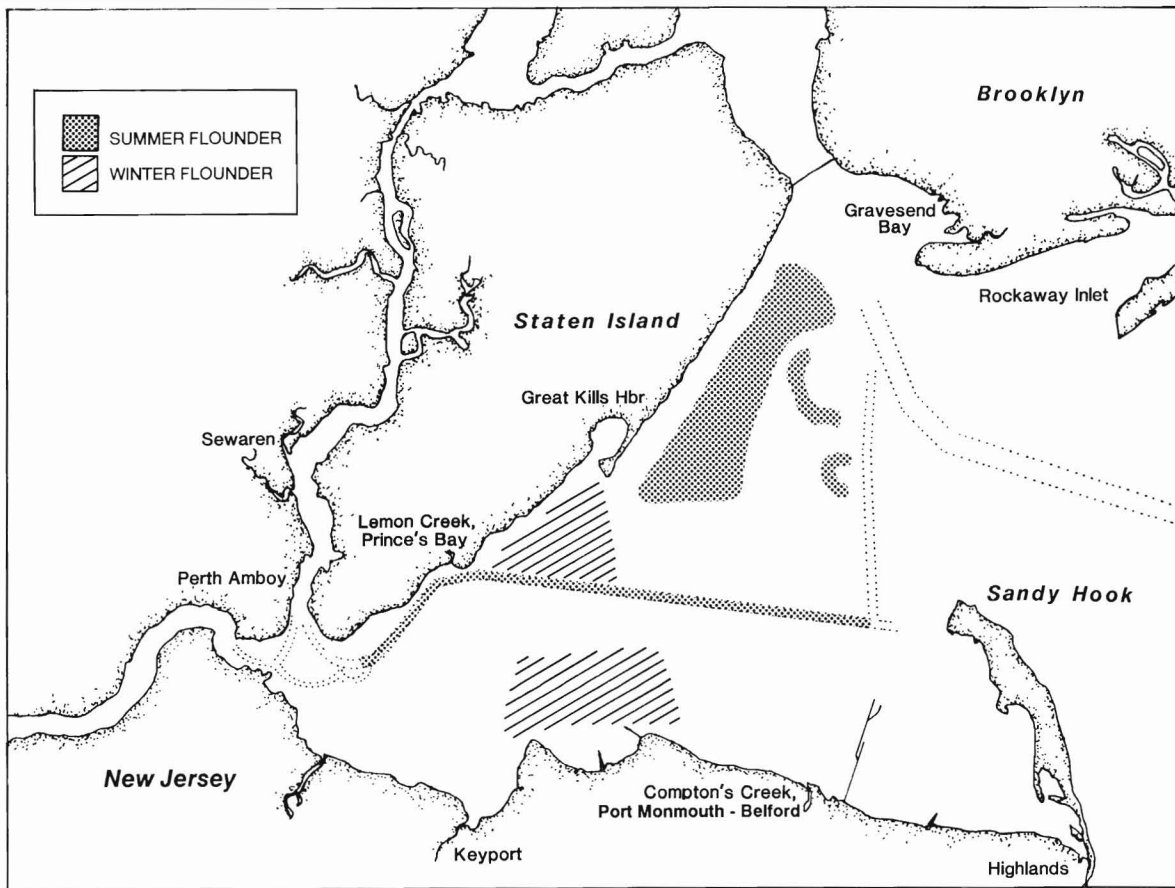 SUMMER FLOUNDER
WINTER FLOUNDER
Brooklyn
Gravesend
Bay
Rockaway Inlet
Staten Island
Great Kills Hbr
Sewaren
Lemon Creek,
Prince's Bay
Perth Amboy
Sandy Hook
New Jersey
Compton's Creek,
Port Monmouth - Belford
Keyport
Highlands